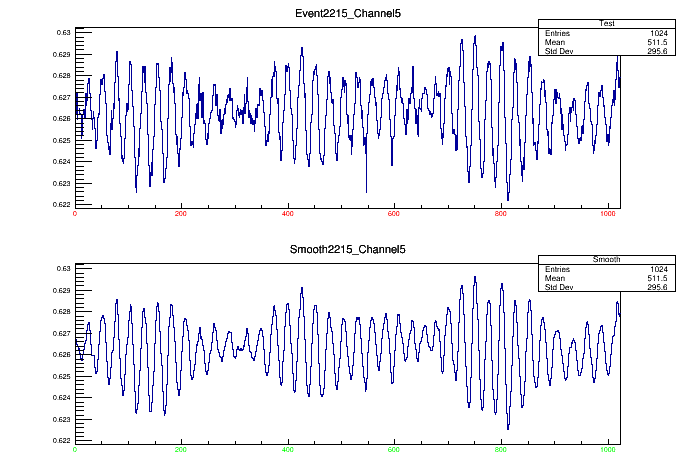 Event2215_Channel5
Test
Entries 1024
Mean 511.5
Std Dev 295.6
0.63
0.629
0.628
0.627
0.626
0.625
0.624
0.623
0.622
0 200 400 600 800 1000
Smooth2215_Channel5
Smooth
Entries 1024
Mean 511.5
Std Dev 295.6
0.63
0.629
0.628
0.627
0.626
0.625
0.624
0.623
0.622
0 200 400 600 800 1000